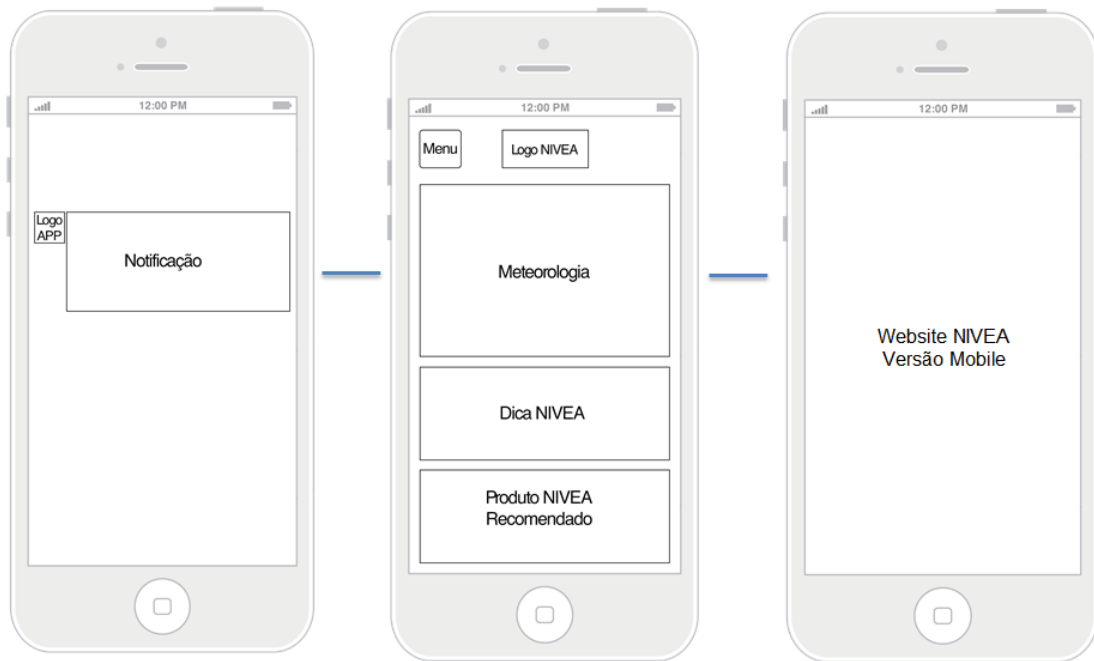 12:00 PM
Logo
APP
Notificação
12:00 PM
Menu
Logo NIVEA
Meteorologia
Dica NIVEA
Produto NIVEA
Recomendado
12:00 PM
Website NIVEA
Versão Mobile